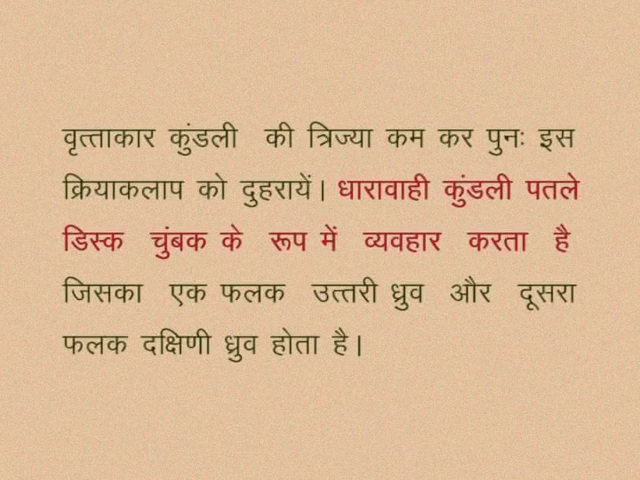 वृत्ताकार कुंडली की त्रिज्या कम कर पुनः इस
क्रियाकलाप को दुहरायें। धारावाही कुंडली पतले
डिस्क चुंबक के रूप में व्यवहार करता है
जिसका एक फलक उत्तरी ध्रुव और दूसरा
फलक दक्षिणी ध्रुव होता है।